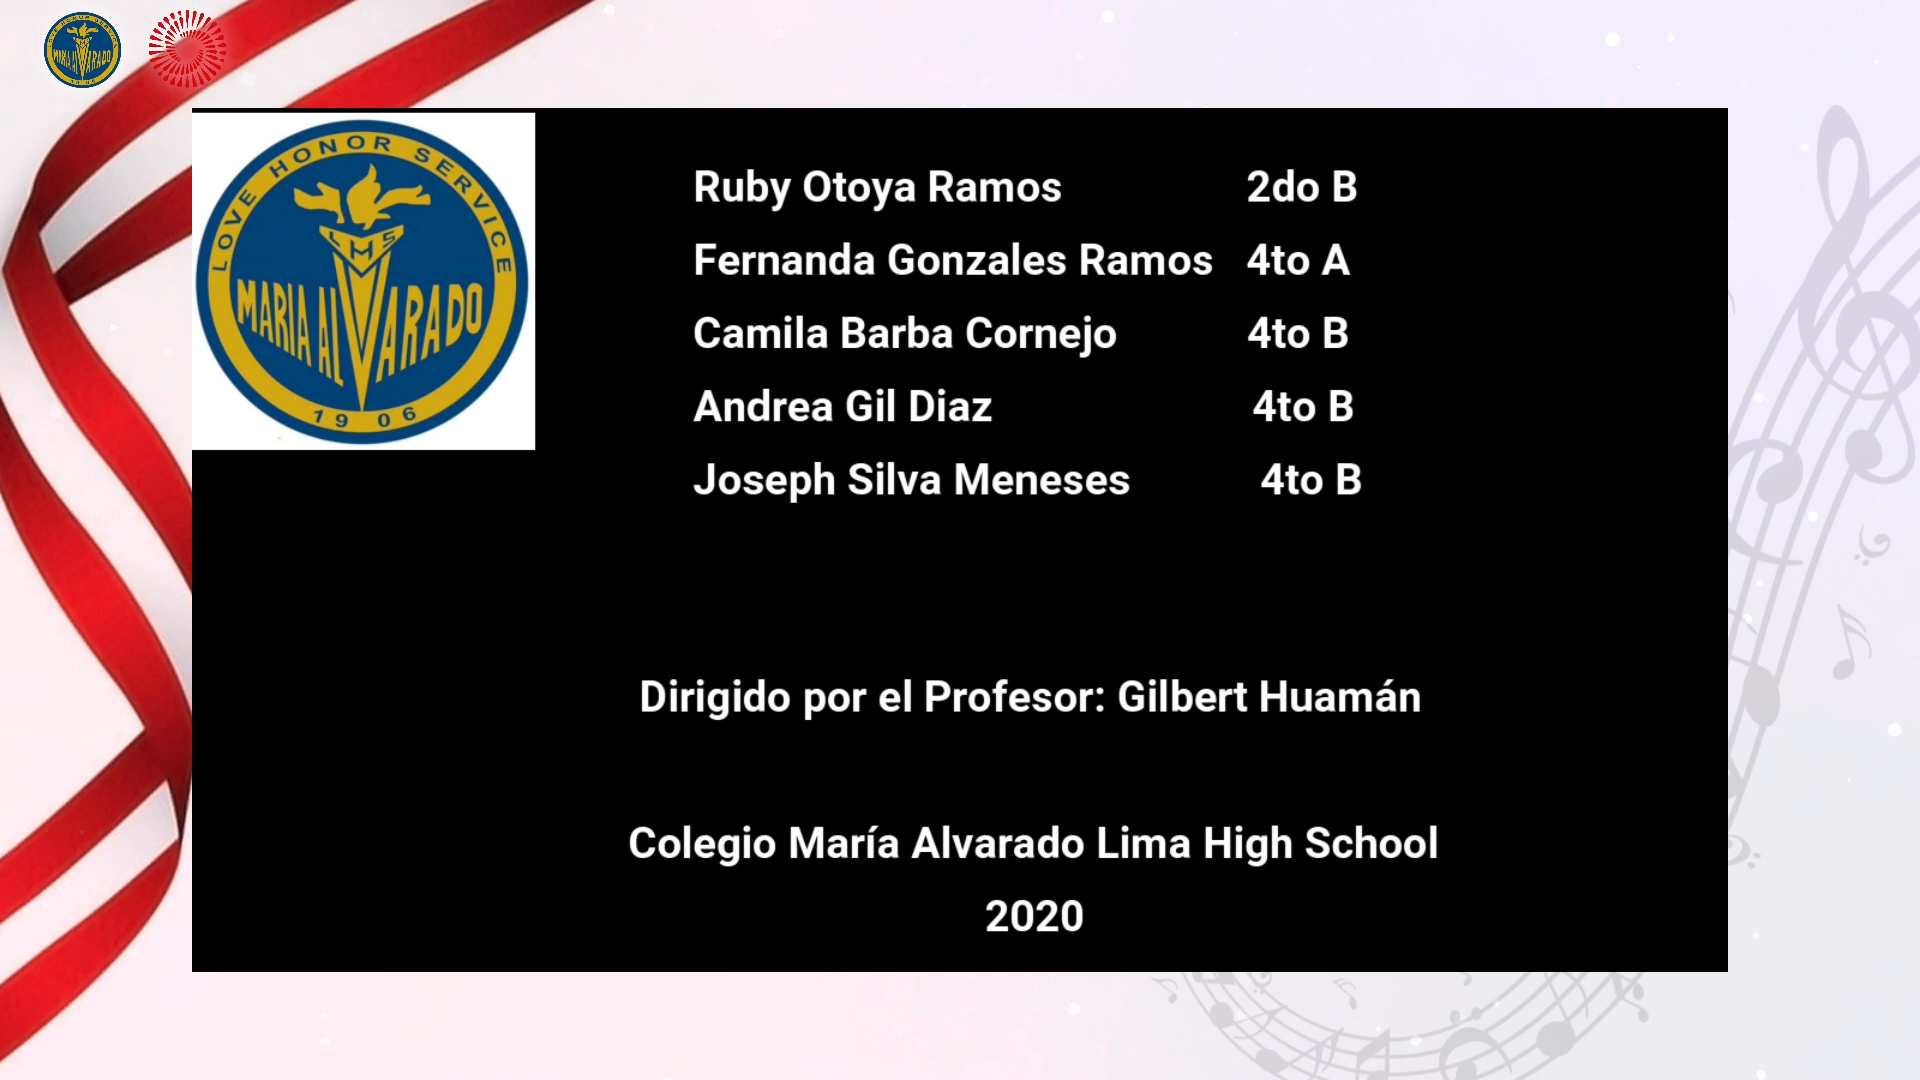 LOVE HONOR SERVICE
LHS
MARIA ALVARADO
1906
Ruby Otoya Ramos 2do B
Fernanda Gonzales Ramos 4to A
Camila Barba Cornejo 4to B
Andrea Gil Diaz 4to B
Joseph Silva Meneses 4to B
Dirigido por el Profesor: Gilbert Huamán
Colegio María Alvarado Lima High School
2020